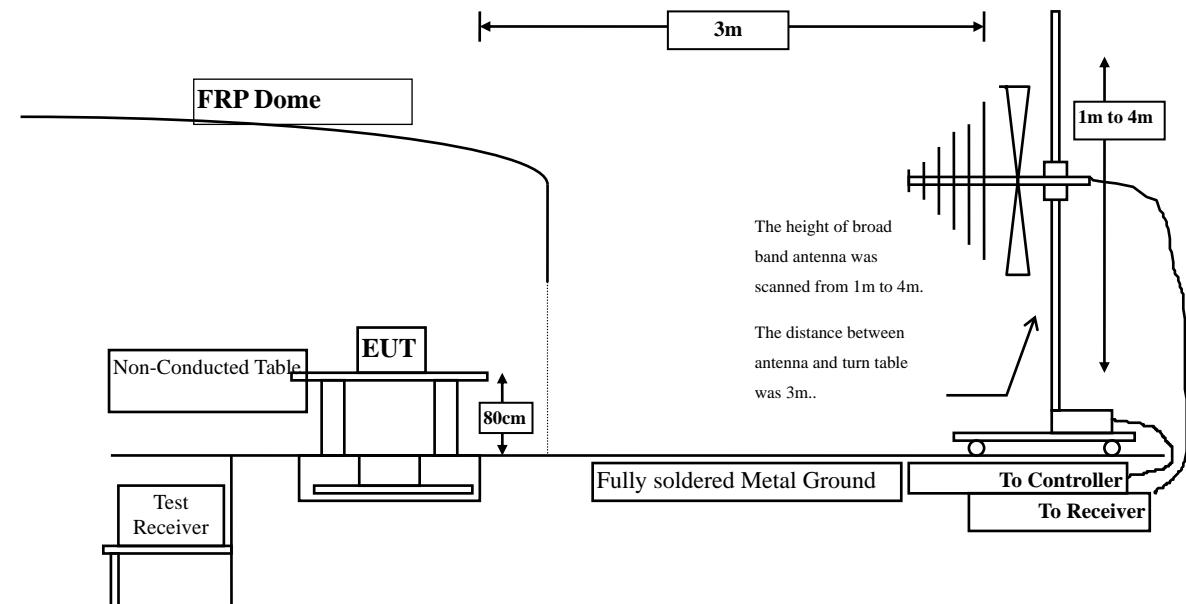 3m
FRP Dome
1m to 4m
The height of broad
band antenna was
scanned from 1m to 4m.
The distance between
antenna and turn table
was 3m..
EUT
Non-Conducted Table
80cm
Fully soldered Metal Ground
To Controller
To Receiver
Test
Receiver